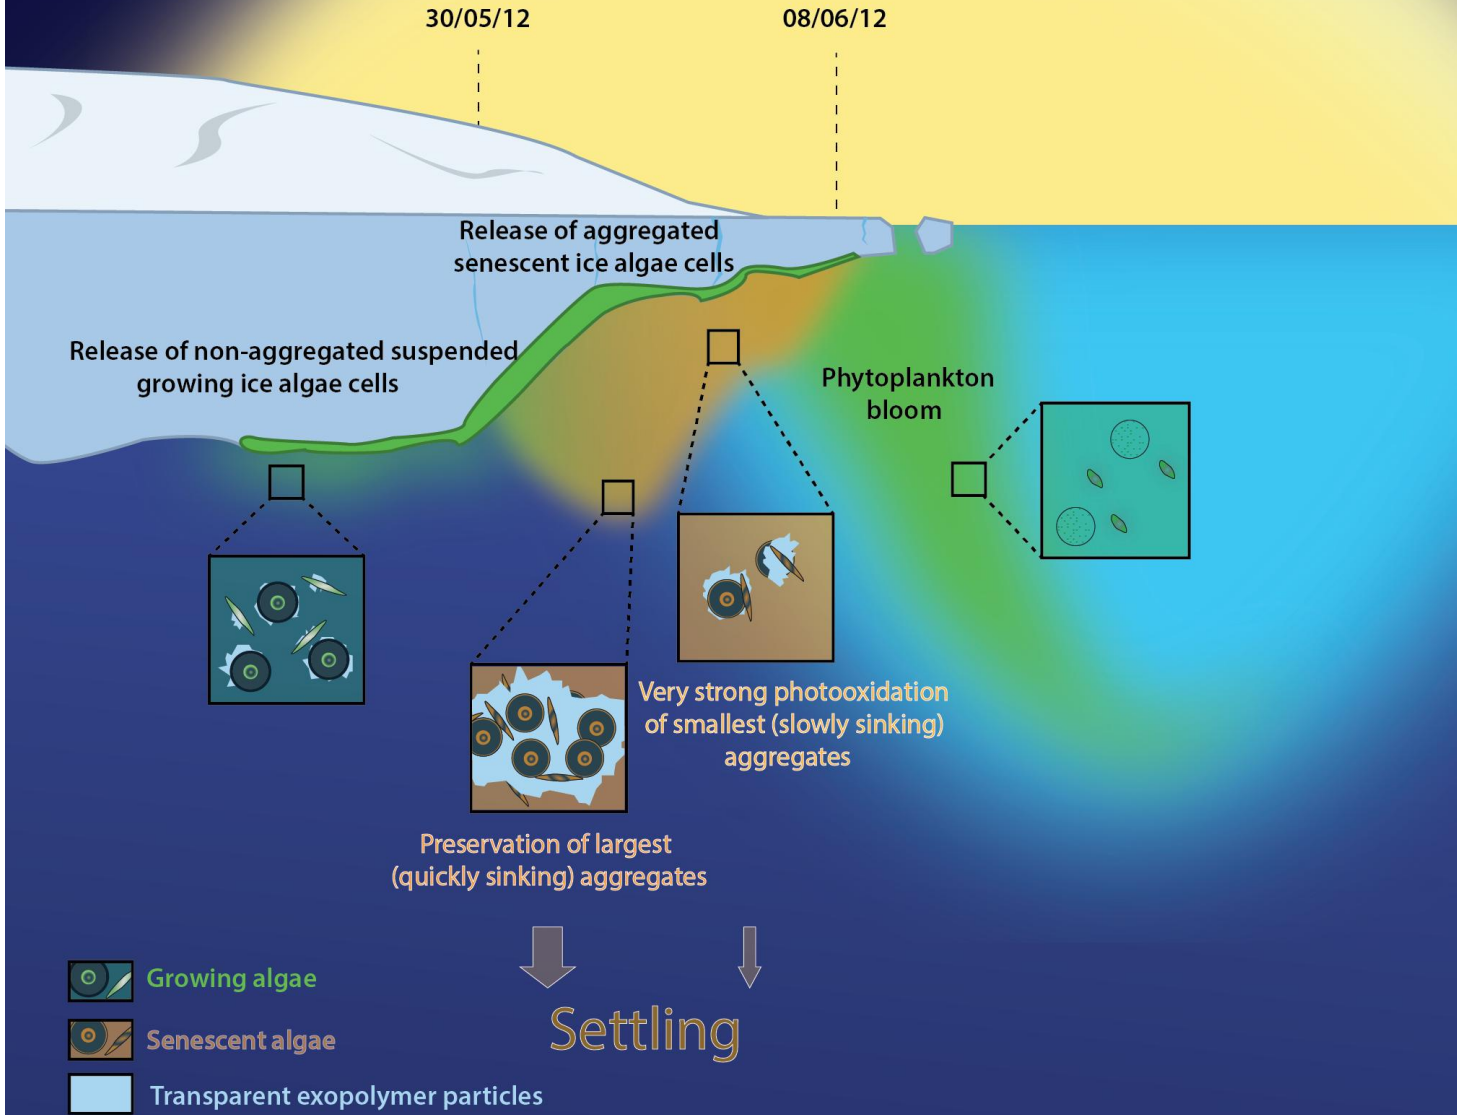 30/05/12
08/06/12
Release of aggregated
senescent ice algae cells
Release of non-aggregated suspended
growing ice algae cells
Phytoplankton
bloom
Very strong photooxidation
of smallest (slowly sinking)
aggregates
Preservation of largest
(quickly sinking) aggregates
Settling
Growing algae
Senescent algae
Transparent exopolymer particles